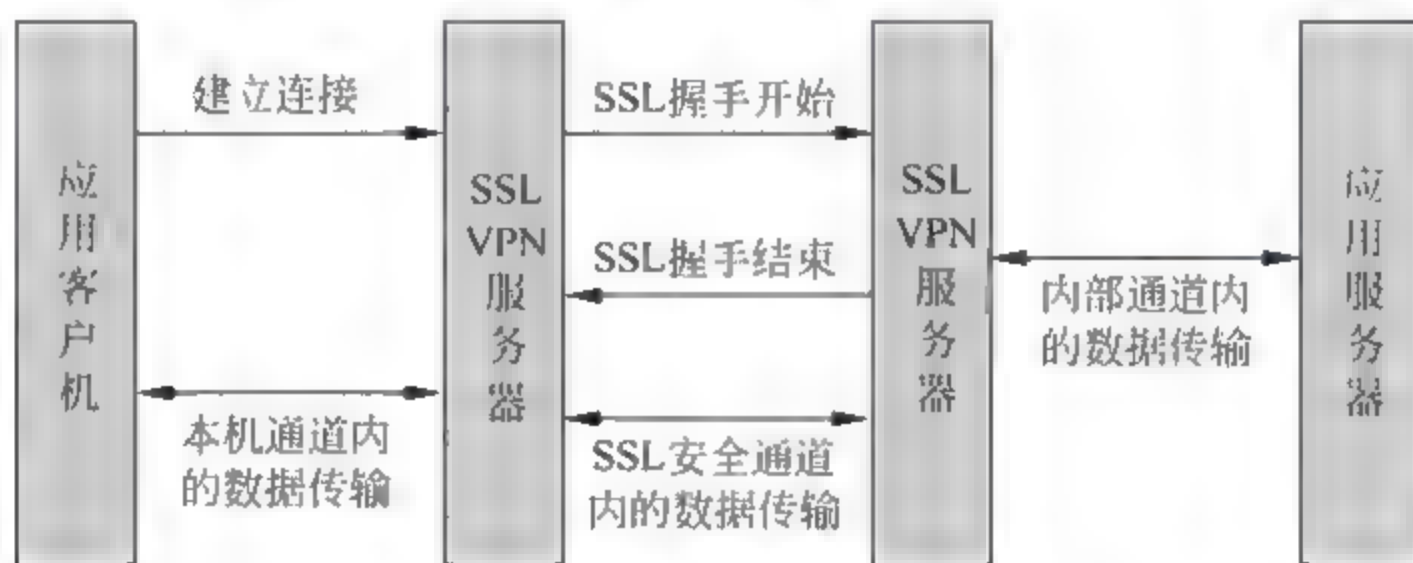 应用客户机
建立连接
本机通道内
的数据传输
SSL
VPN
服务器
SSL握手开始
SSL握手结束
SSL安全通道
内的数据传输
SSL
VPN
服务器
内部通道内
的数据传输
应用服务器